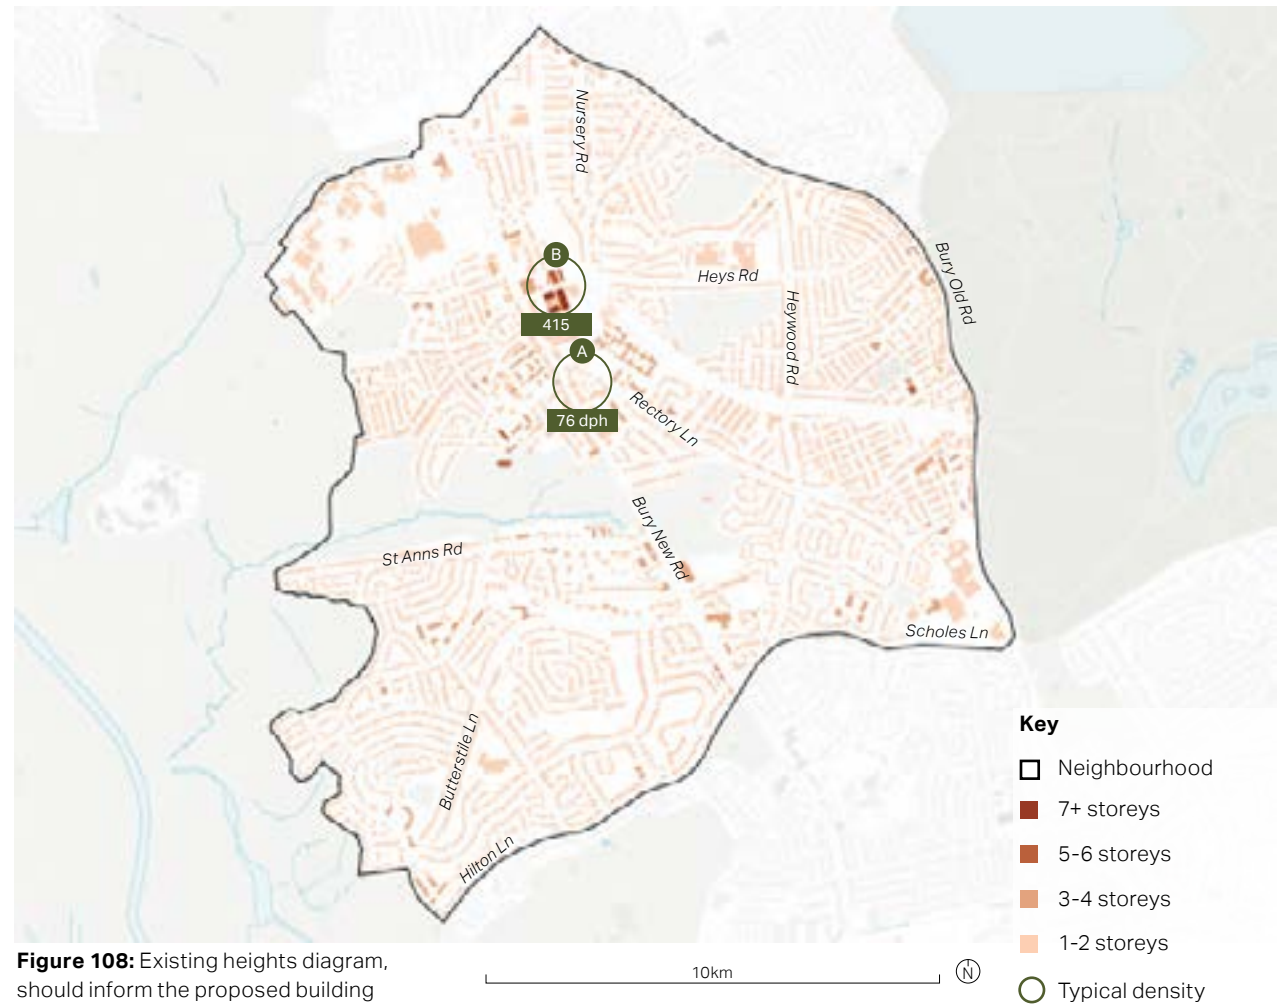 Nursery Rd
Bury Old Rd
B
Heys Rd
415
Heywood Rd
A
76 dph
Rectory Ln
Bury New Rd
St Anns Rd
Scholes Ln
Butterstile Ln
Hilton Ln
Key
Neighbourhood
7+ storeys
5-6 storeys
3-4 storeys
1-2 storeys
Typical density
Figure 108: Existing heights diagram,
should inform the proposed building
10km
N